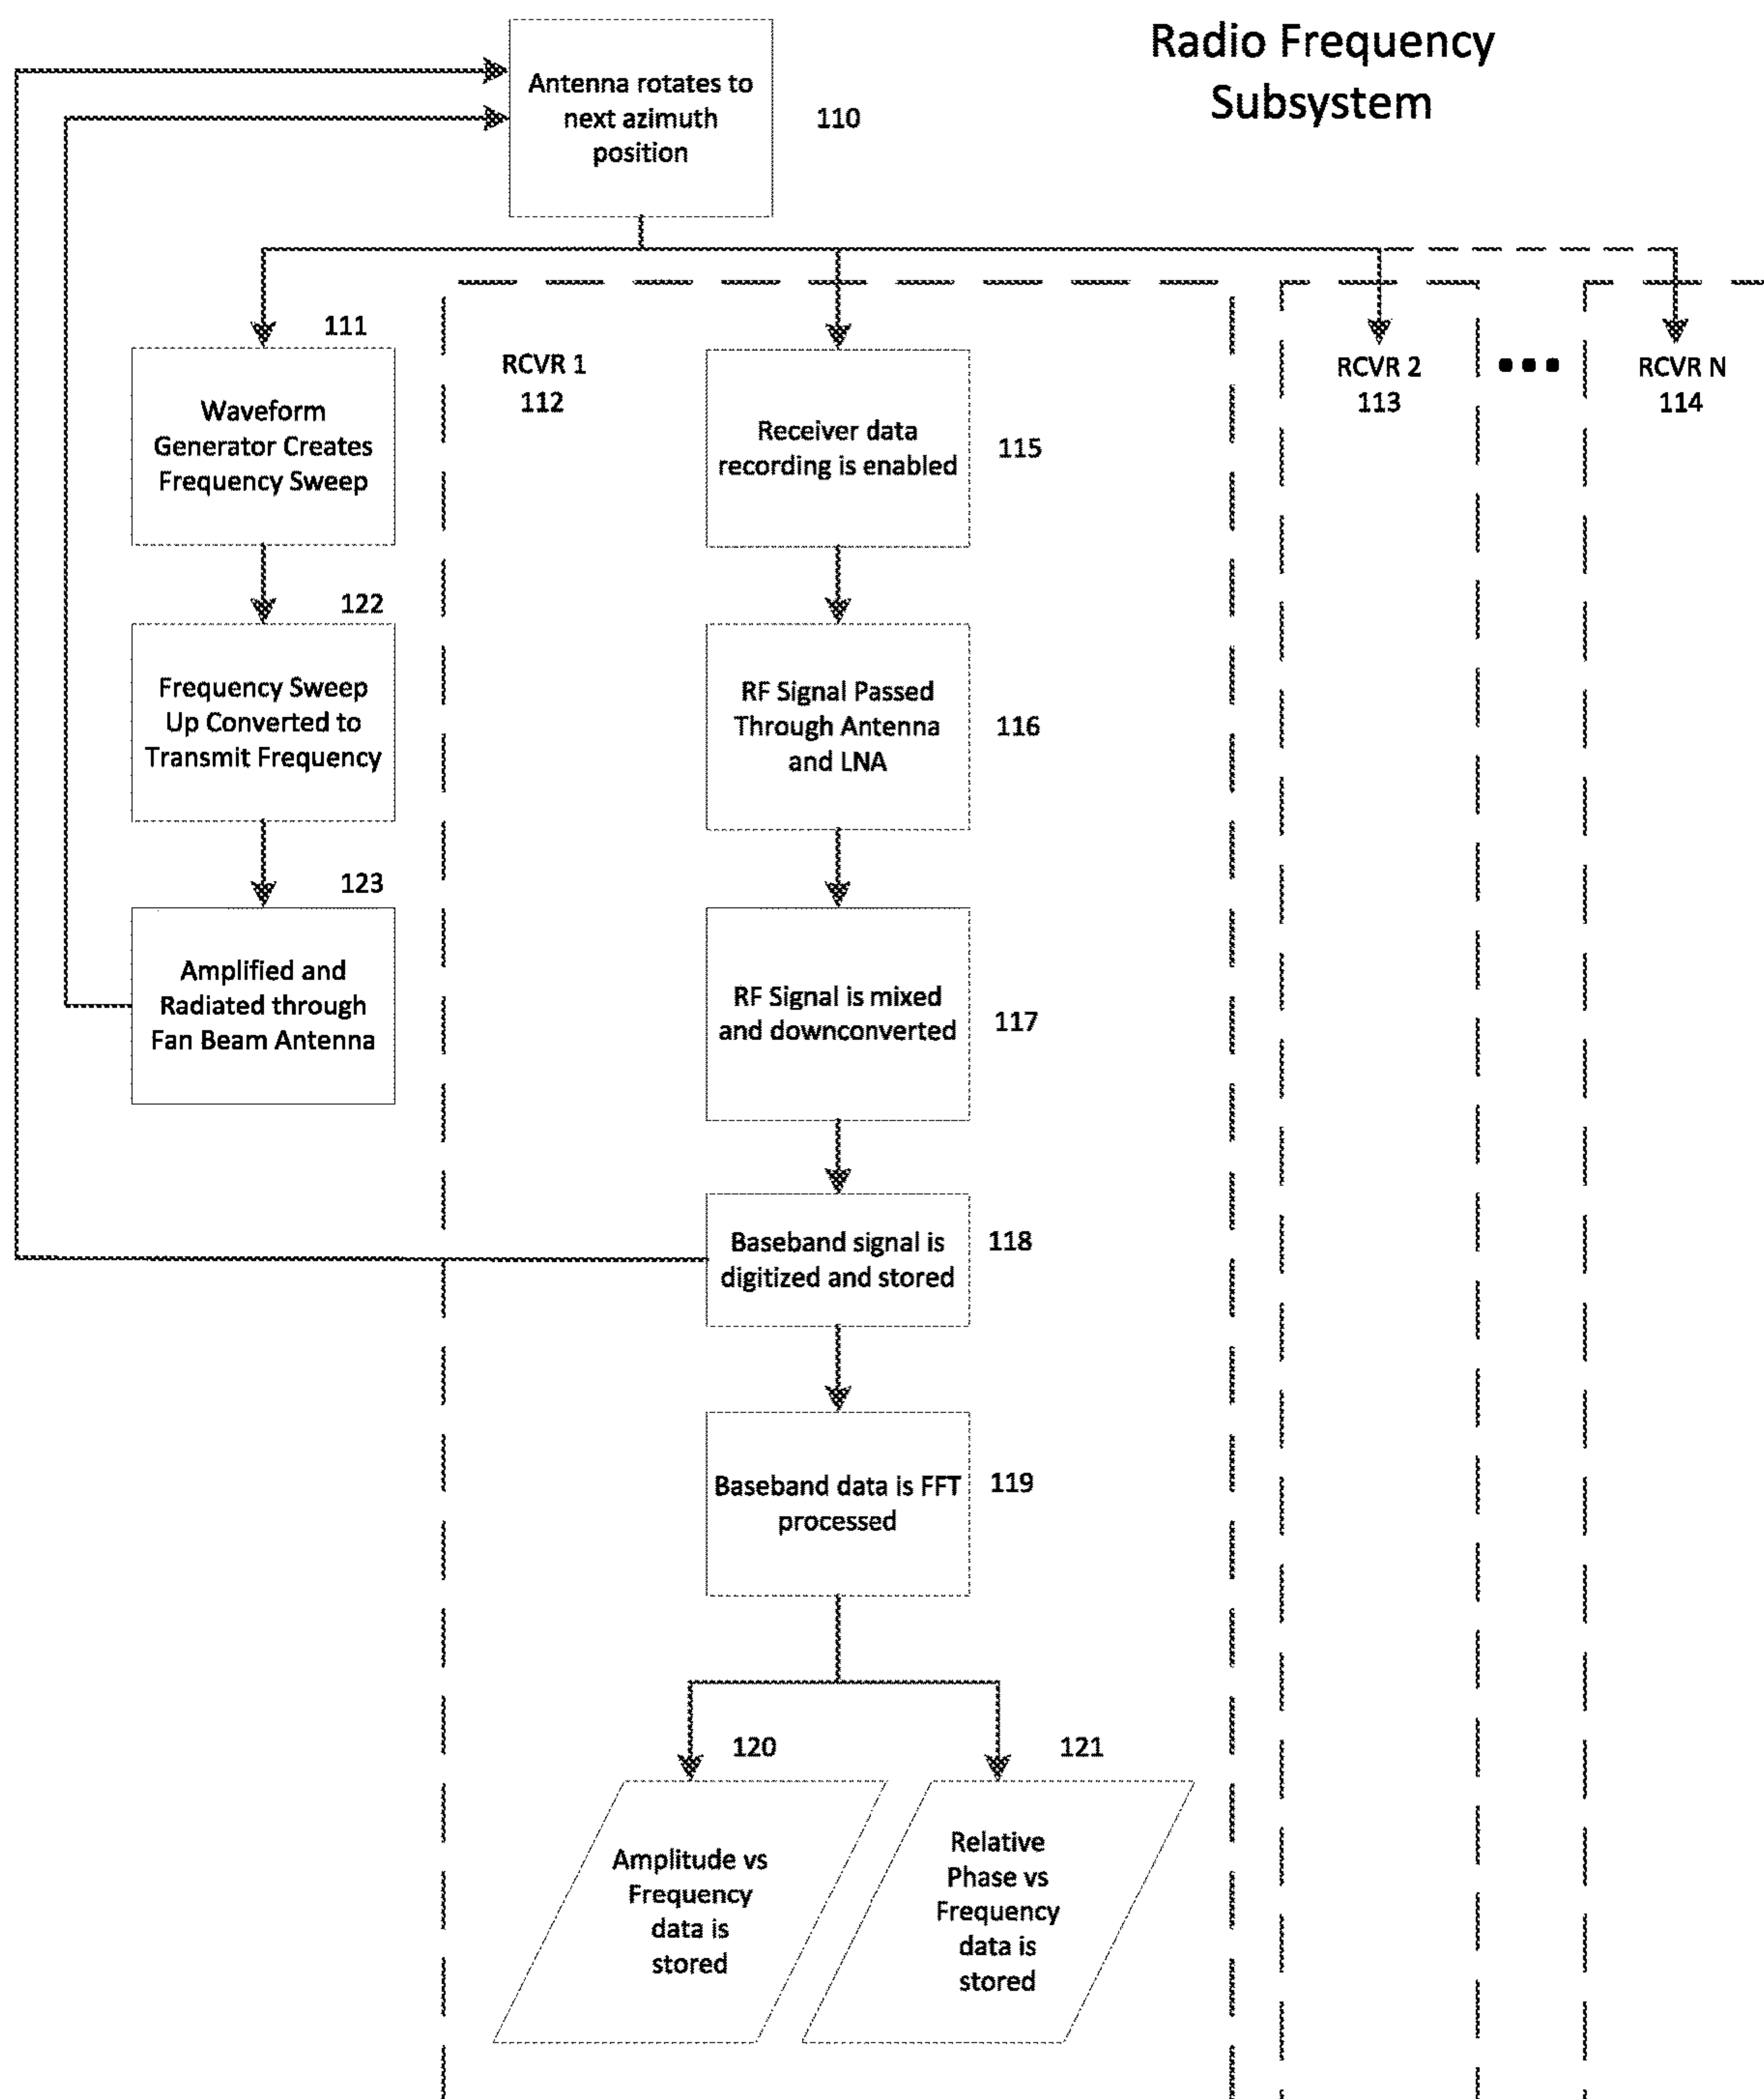 Radio Frequency
Subsystem
Antenna rotates to
next azimuth
position
110
111
Waveform
Generator Creates
Frequency Sweep
122
Frequency Sweep
Up Converted to
Transmit Frequency
123
Amplified and
Radiated through
Fan Beam Antenna
RCVR 1
112
Receiver data
recording is enabled
115
RF Signal Passed
Through Antenna
and LNA
116
RF Signal is mixed
and downconverted
117
Baseband signal is
digitized and stored
118
Baseband data is FFT
processed
119
120
Amplitude vs
Frequency
data is
stored
121
Relative
Phase vs
Frequency
data is
stored
RCVR 2
113
...
RCVR N
114